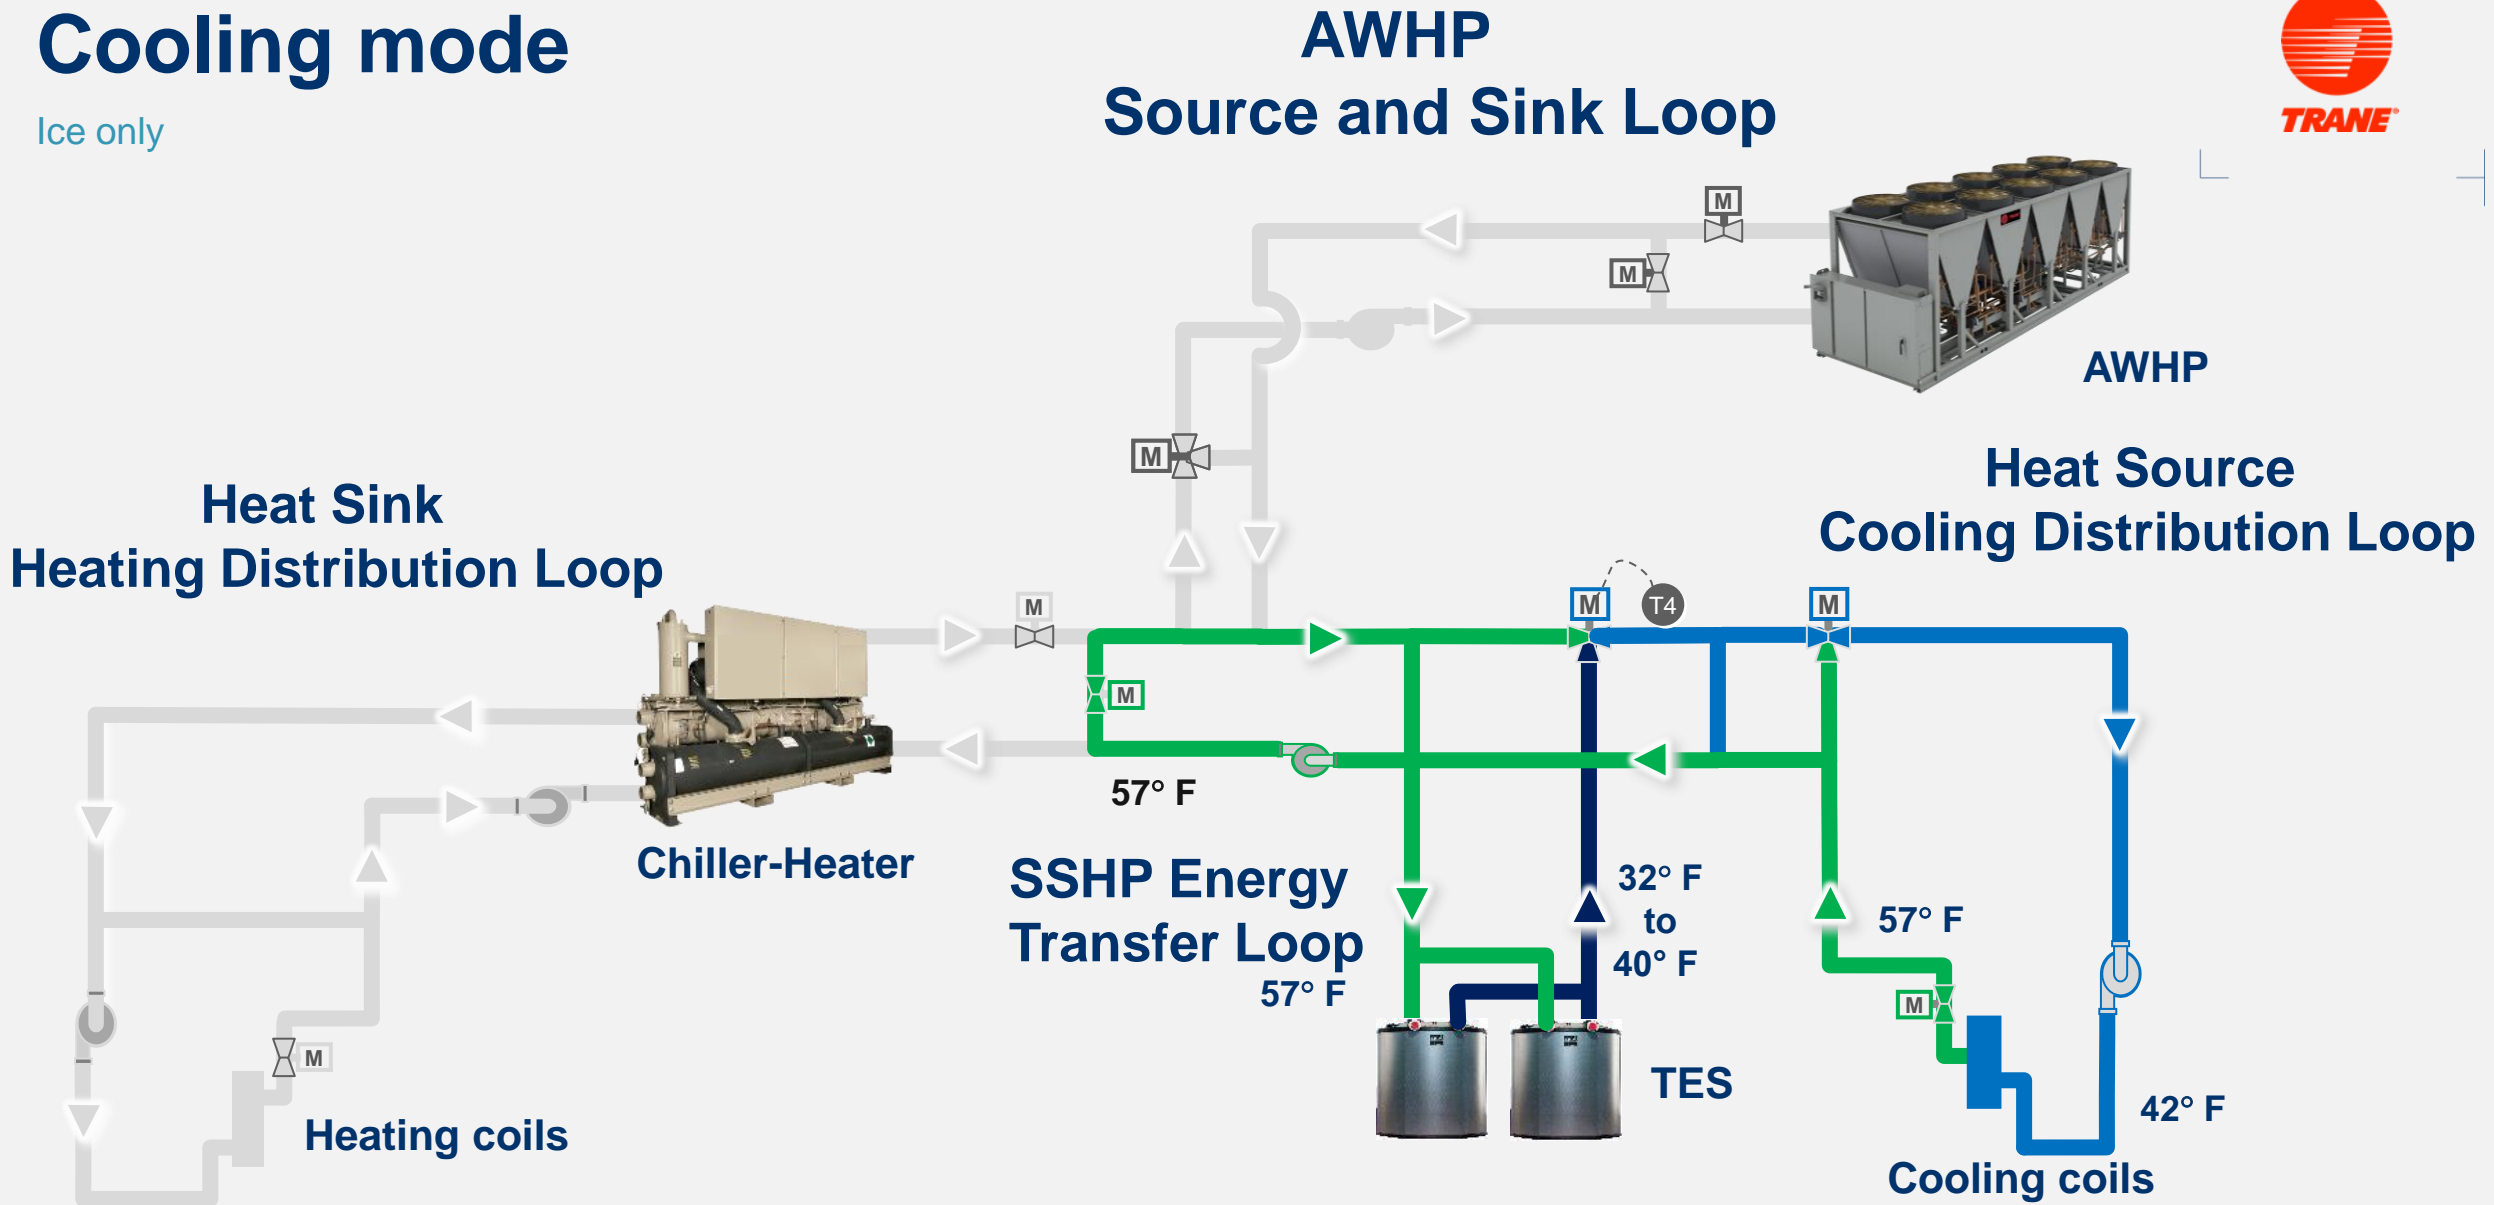 Cooling mode
Ice only
AWHP
Source and Sink Loop
TRANE®
M
M
AWHP
M
Heat Source
Cooling Distribution Loop
Heat Sink
Heating Distribution Loop
M
M
T4
M
M
57° F
Chiller-Heater
SSHP Energy
Transfer Loop
57° F
32° F
to
40° F
57° F
M
M
TES
42° F
Heating coils
Cooling coils